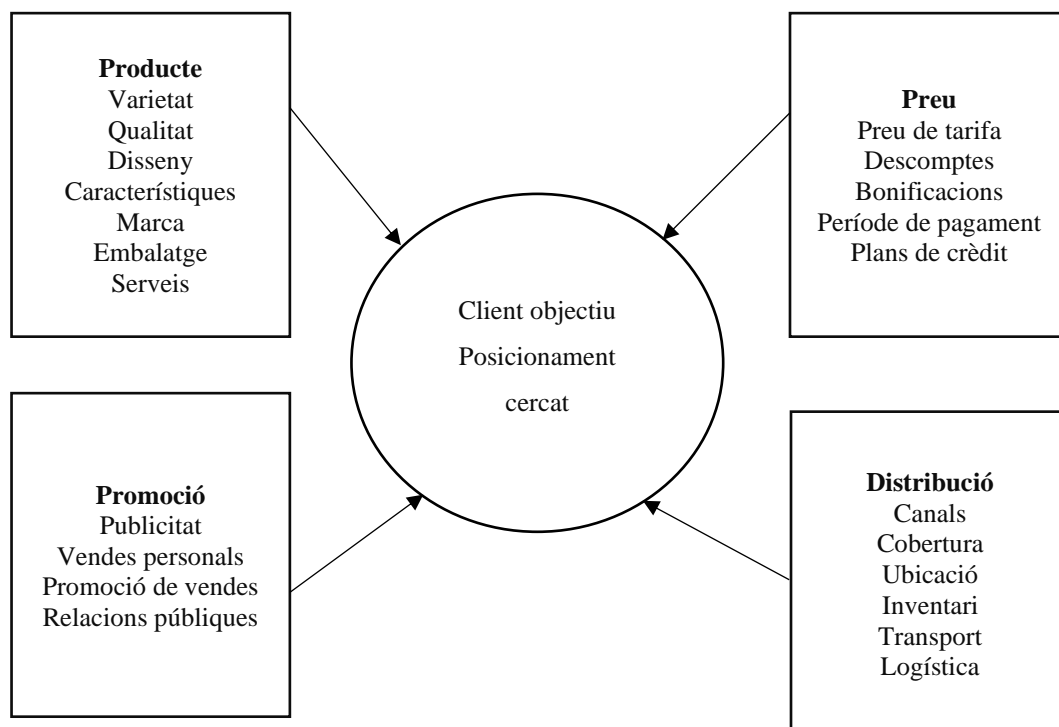 Producte
Varietat
Qualitat
Disseny
Característiques
Marca
Embalatge
Serveis
Preu
Preu de tarifa
Descomptes
Bonificacions
Període de pagament
Plans de crèdit
Client objectiu
Posicionament
cercat
Promoció
Publicitat
Vendes personals
Promoció de vendes
Relacions públiques
Distribució
Canals
Cobertura
Ubicació
Inventari
Transport
Logística